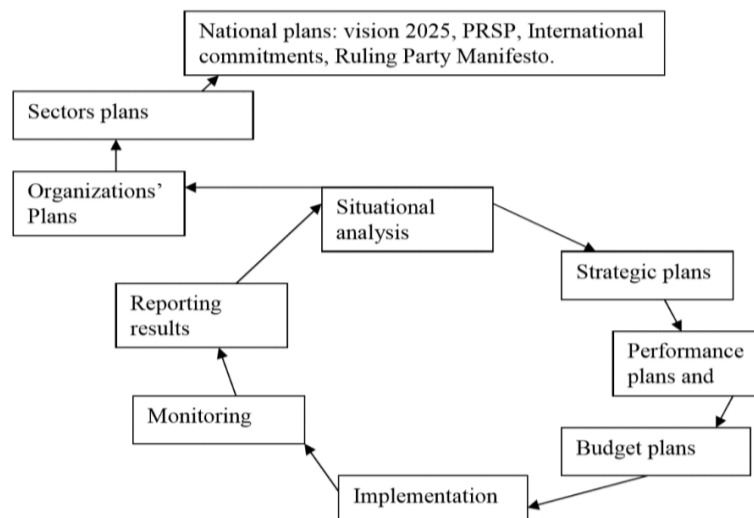 National plans: vision 2025, PRSP, International
commitments, Ruling Party Manifesto.
Sectors plans
Organizations’
Plans
Situational
analysis
Strategic plans
Reporting
results
Performance
plans and
Monitoring
Budget plans
Implementation